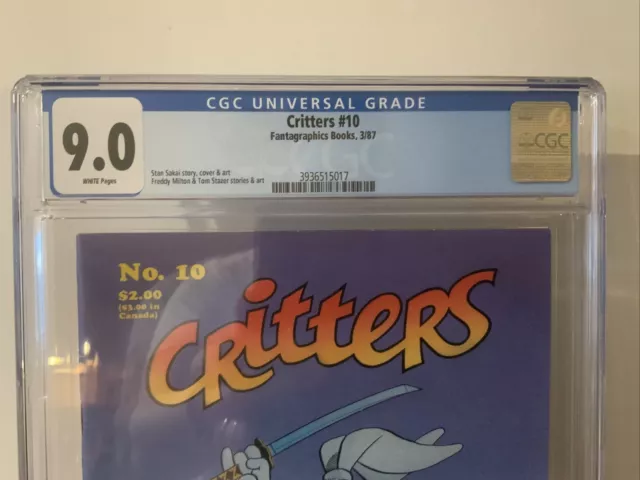 CGC UNIVERSAL GRADE
9.0
WHITE Pages
Critters #10
Fantagraphics Books, 3/87
Stan Sakai story, cover & art
Freddy Milton & Tom Stazer stories & art
3936515017
CGC
CGC
No. 10
$2.00
($3.00 in
Canada)
CRitteRS